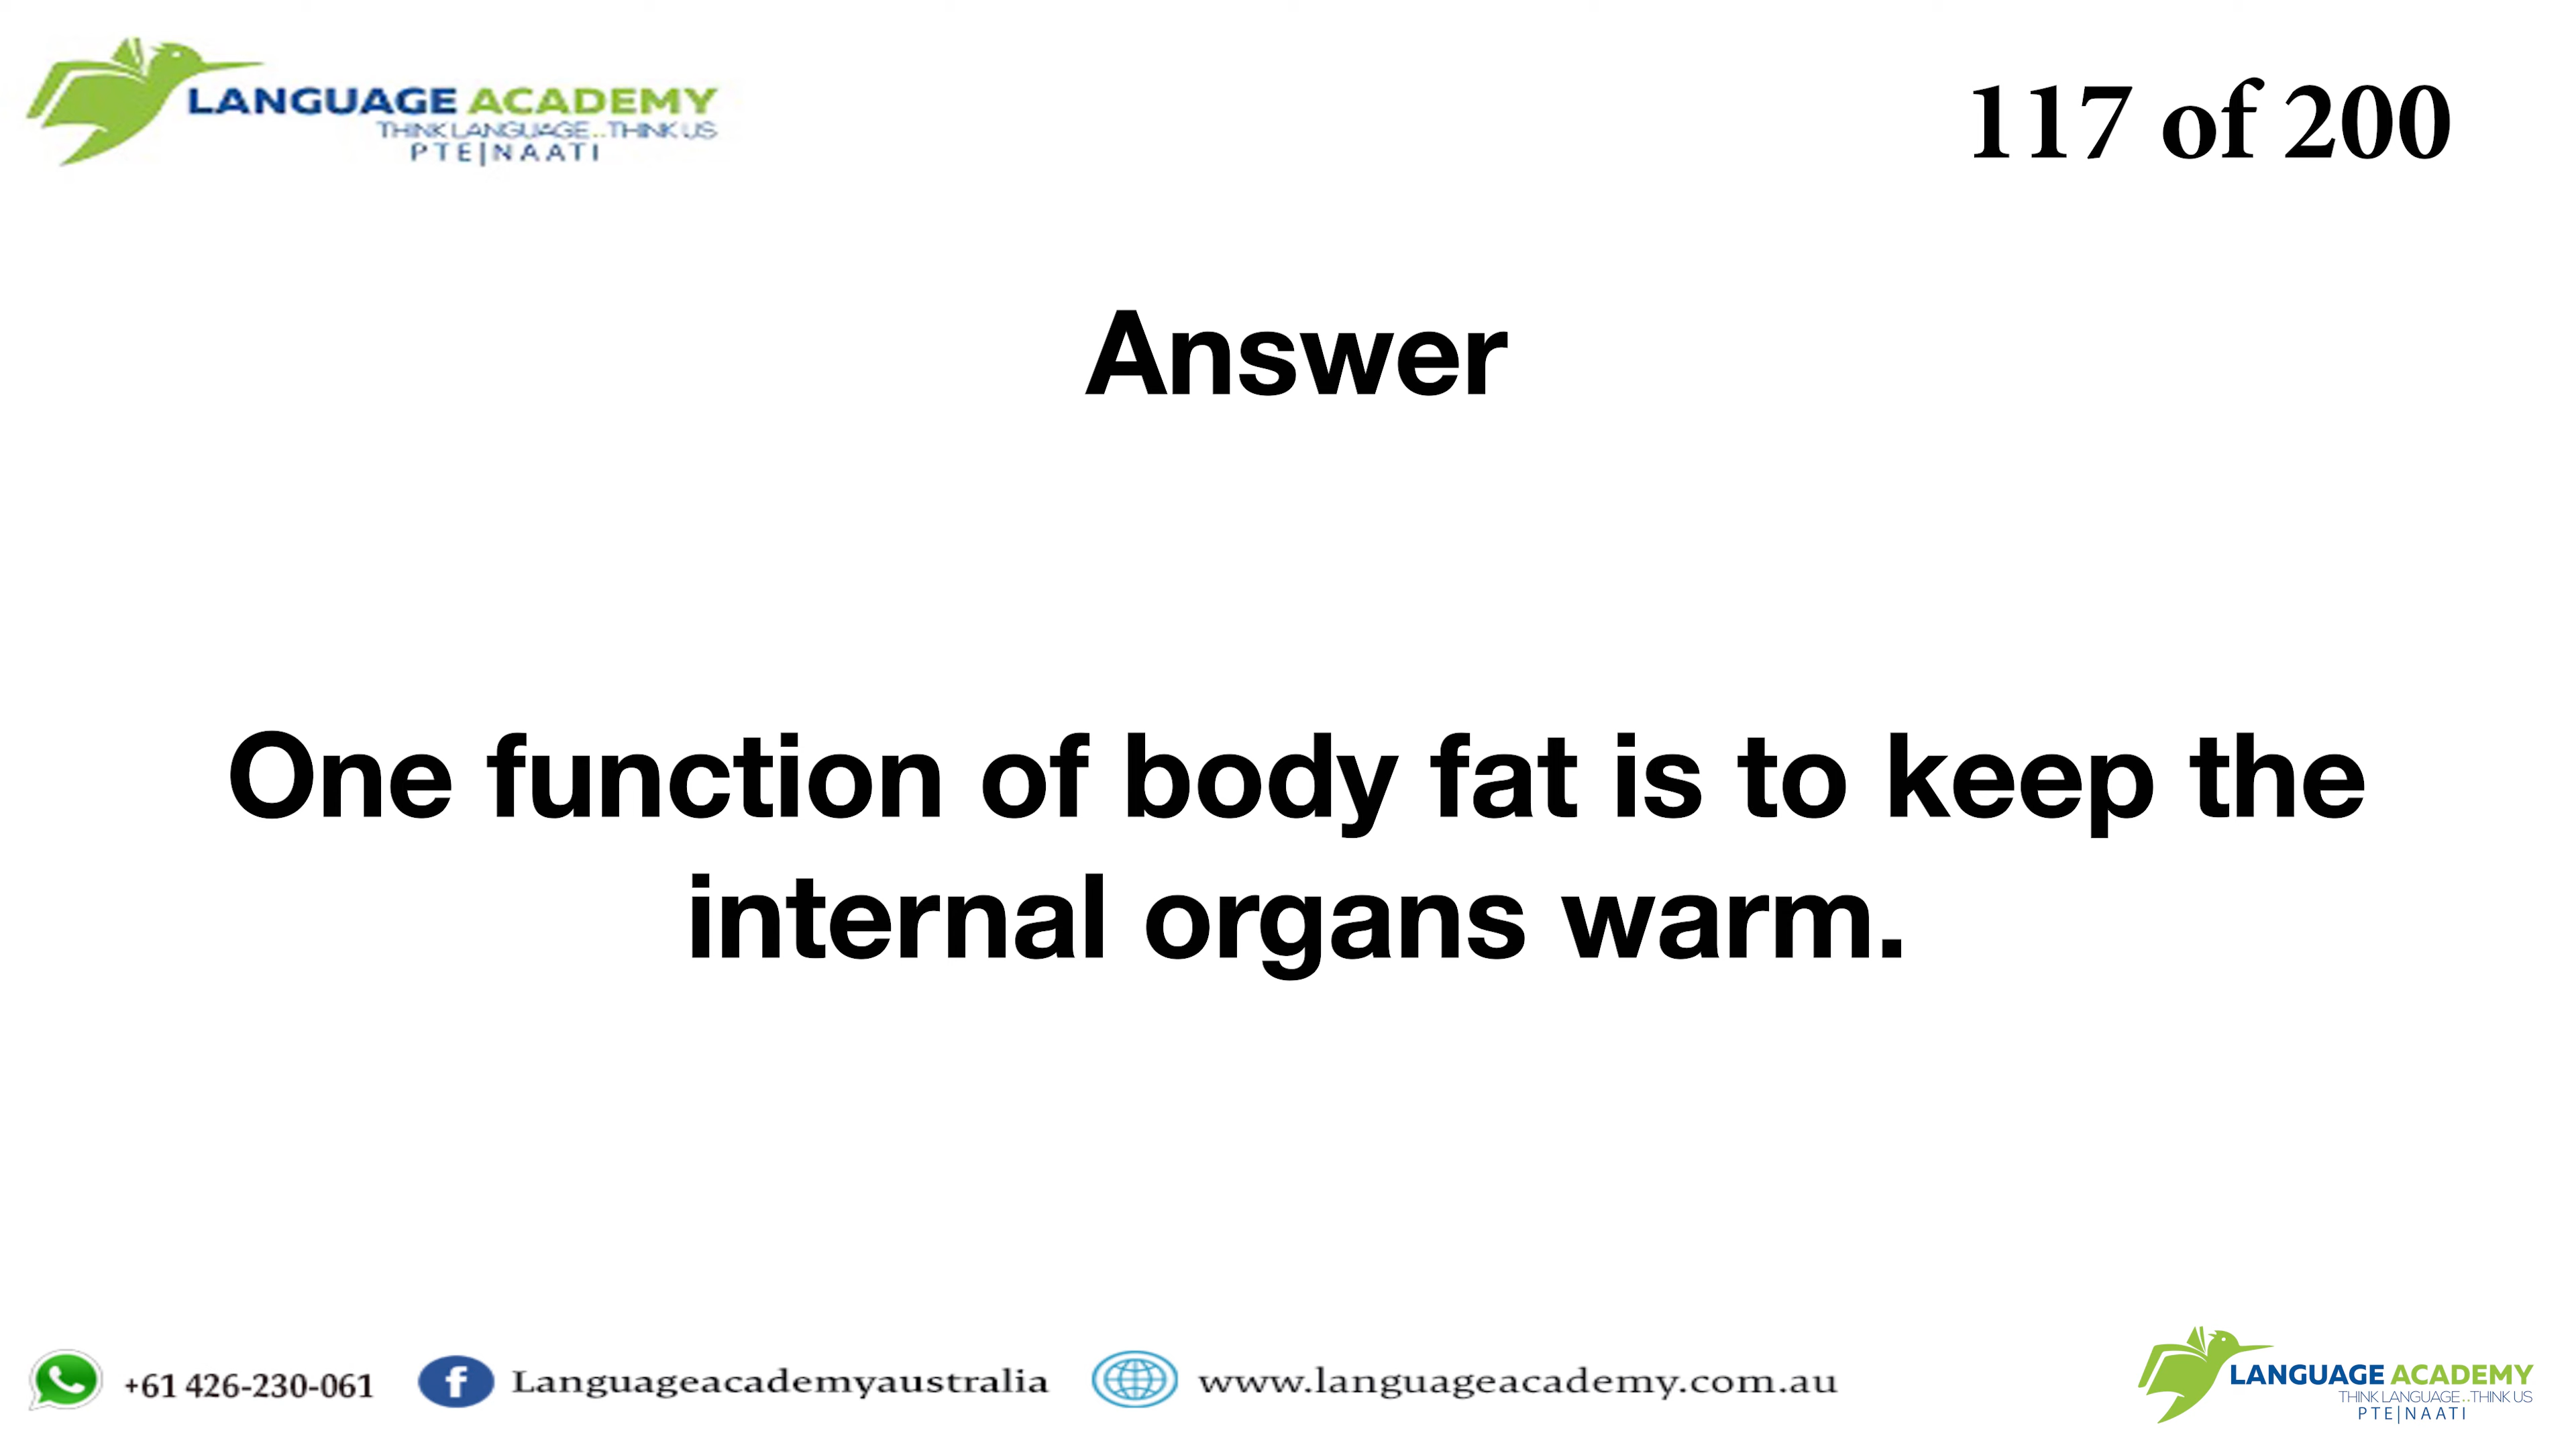 LANGUAGE ACADEMY
THINK LANGUAGE..THINK US
PTE|NAATI
117 of 200
Answer
One function of body fat is to keep the
internal organs warm.
+61 426-230-061
Languageacademyaustralia
www.languageacademy.com.au
LANGUAGE ACADEMY
THINK LANGUAGE..THINK US
PTE|NAATI